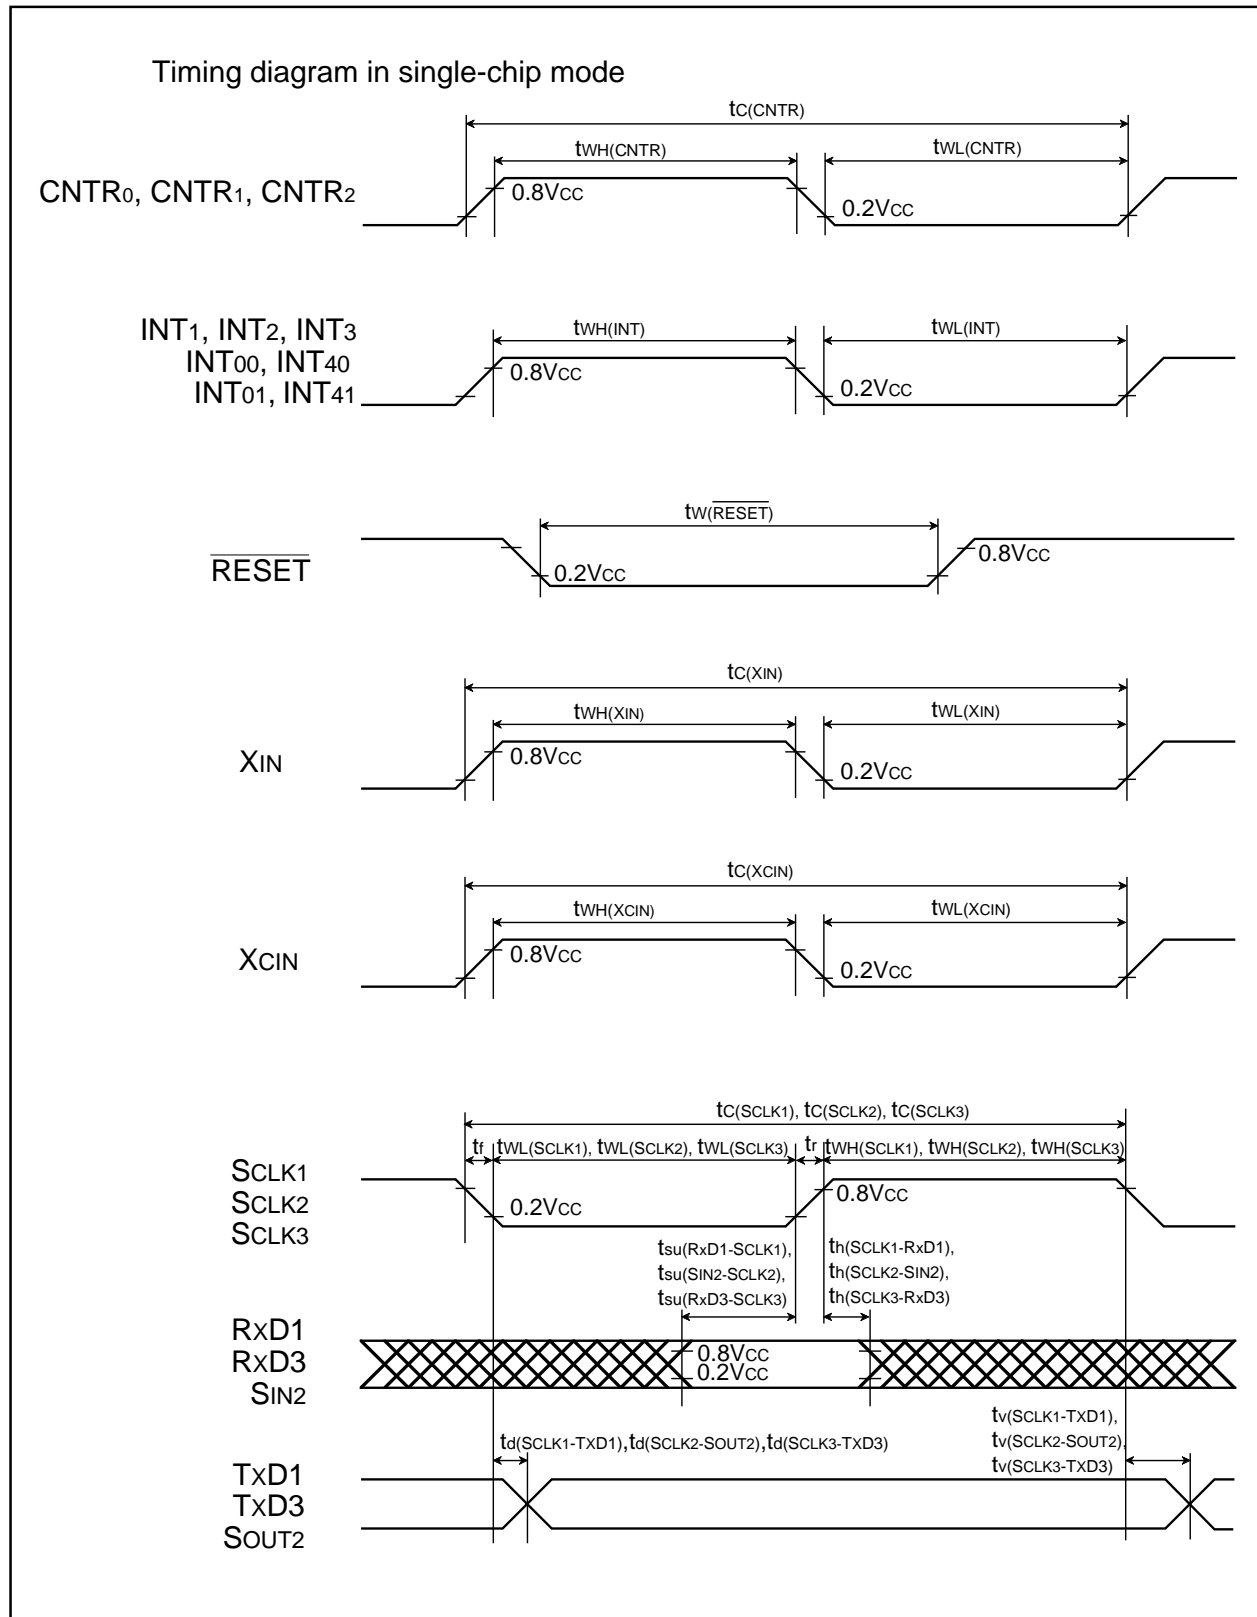 Timing diagram in single-chip mode
tC(CNTR)
tWH(CNTR)
tWL(CNTR)
CNTR0, CNTR1, CNTR2
0.8VCC
0.2VCC
INT1, INT2, INT3
INT00, INT40
INT01, INT41
tWH(INT)
tWL(INT)
0.8VCC
0.2VCC
tW(RESET)
RESET
0.2VCC
0.8VCC
tC(XIN)
tWH(XIN)
tWL(XIN)
XIN
0.8VCC
0.2VCC
tC(XCIN)
tWH(XCIN)
tWL(XCIN)
XCIN
0.8VCC
0.2VCC
tC(SCLK1), tC(SCLK2), tC(SCLK3)
tf
tWL(SCLK1), tWL(SCLK2), tWL(SCLK3)
tr
tWH(SCLK1), tWH(SCLK2), tWH(SCLK3)
SCLK1
SCLK2
SCLK3
0.2VCC
0.8VCC
tsu(RxD1-SCLK1),
tsu(SIN2-SCLK2),
tsu(RxD3-SCLK3)
th(SCLK1-RxD1),
th(SCLK2-SIN2),
th(SCLK3-RxD3)
RXD1
RXD3
SIN2
0.8VCC
0.2VCC
td(SCLK1-TXD1),td(SCLK2-SOUT2),td(SCLK3-TXD3)
tv(SCLK1-TXD1),
tv(SCLK2-SOUT2),
tv(SCLK3-TXD3)
TXD1
TXD3
SOUT2